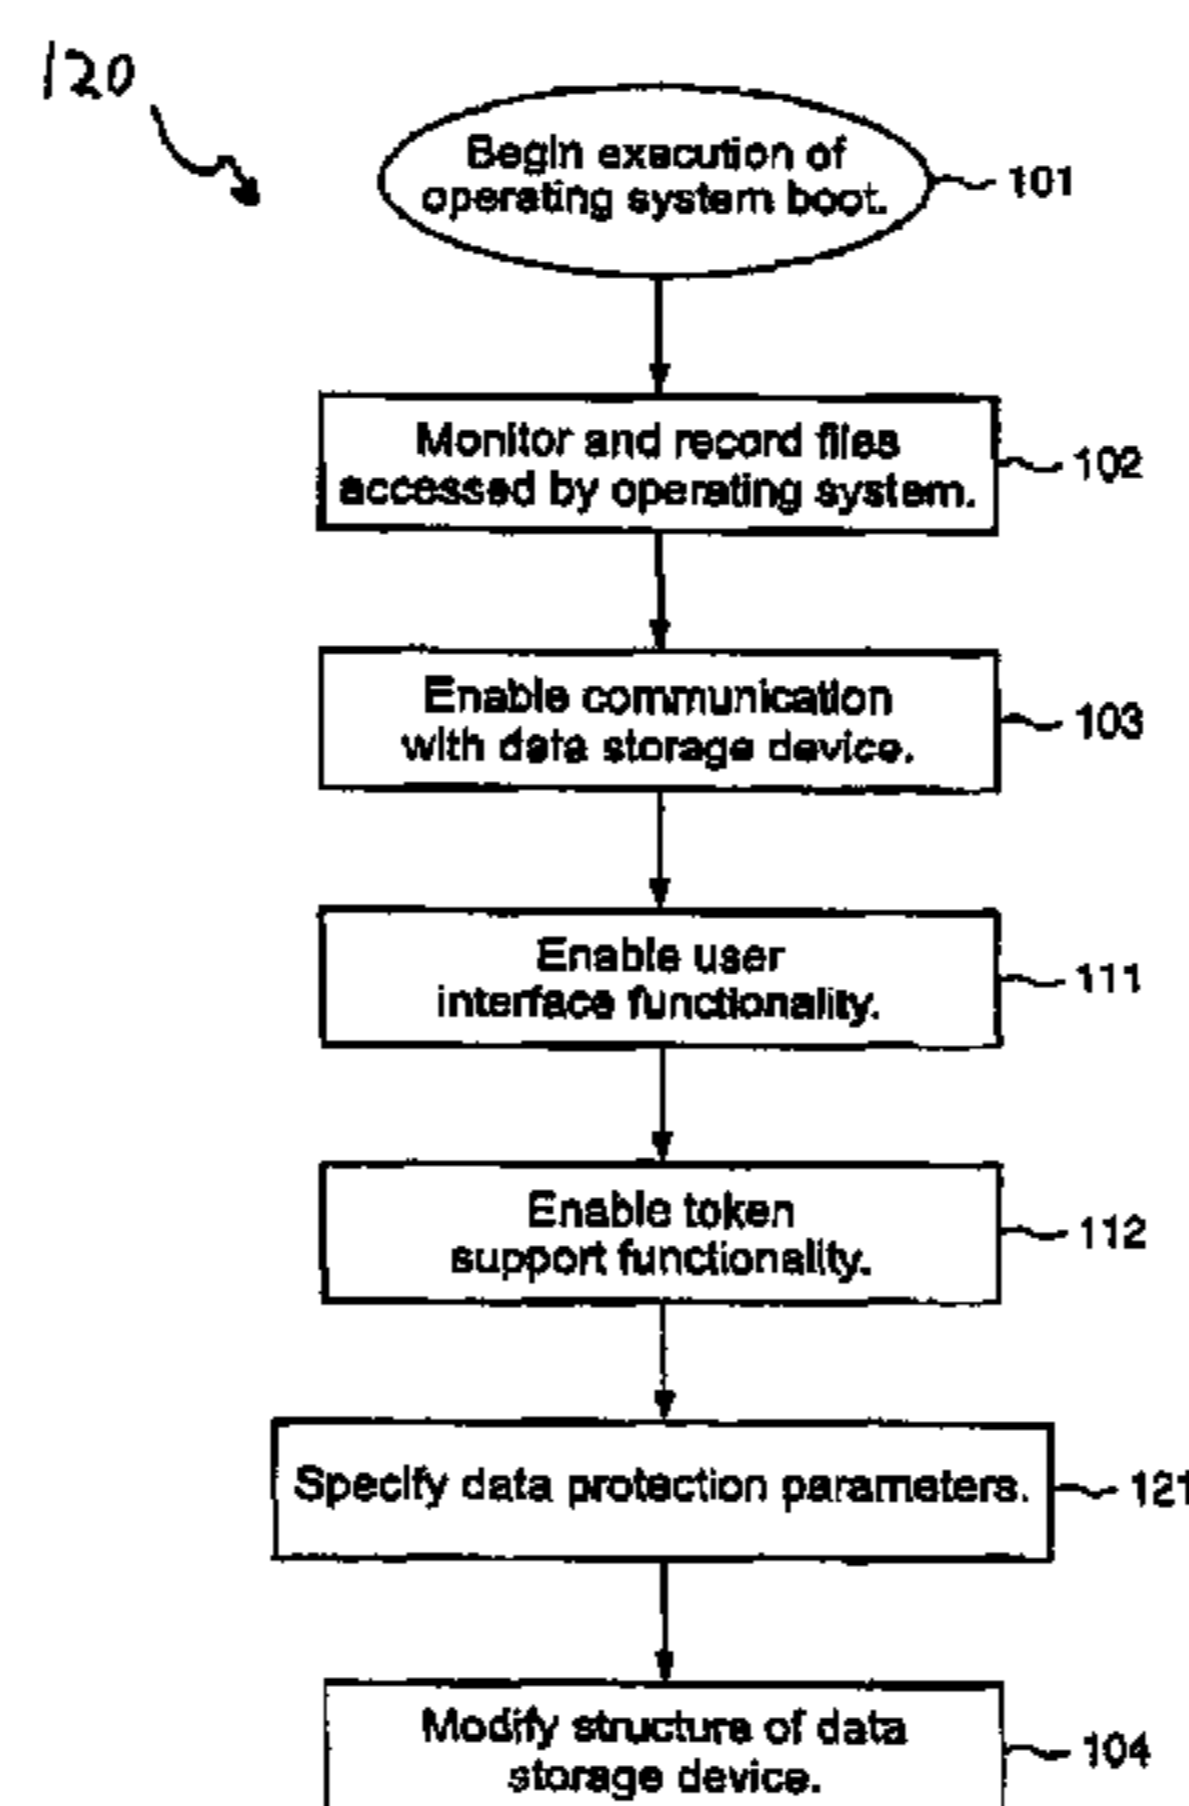 120
Begin execution of
operating system boot.
101
Monitor and record files
accessed by operating system.
102
Enable communication
with data storage device.
103
Enable user
interface functionality.
111
Enable token
support functionality.
112
Specify data protection parameters.
121
Modify structure of data
storage device.
104